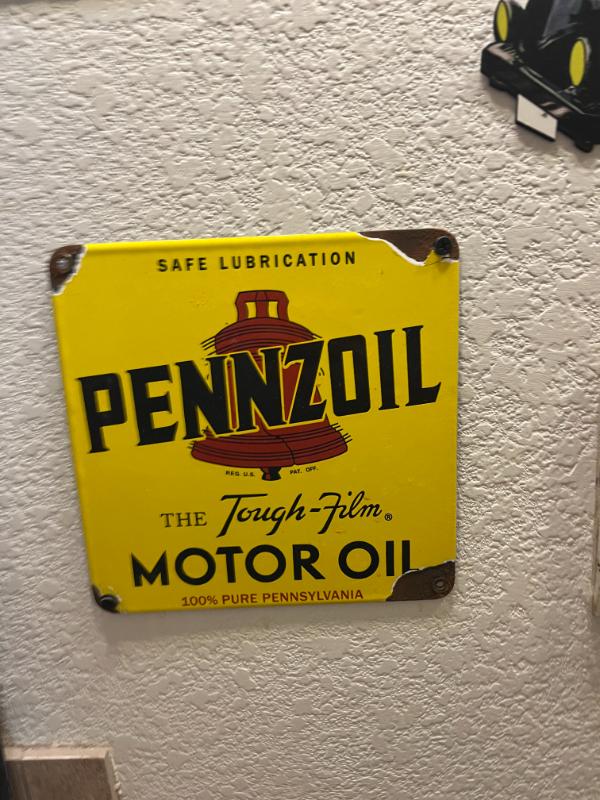 SAFE LUBRICATION
PENNZOIL
REG. U.S. PAT. OFF.
THE Tough-Film®
MOTOR OIL
100% PURE PENNSYLVANIA